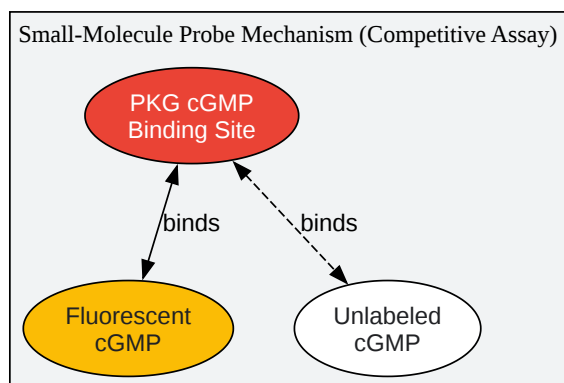 Small-Molecule Probe Mechanism (Competitive Assay)
PKG cGMP
Binding Site
binds
binds
Fluorescent
cGMP
Unlabeled
cGMP